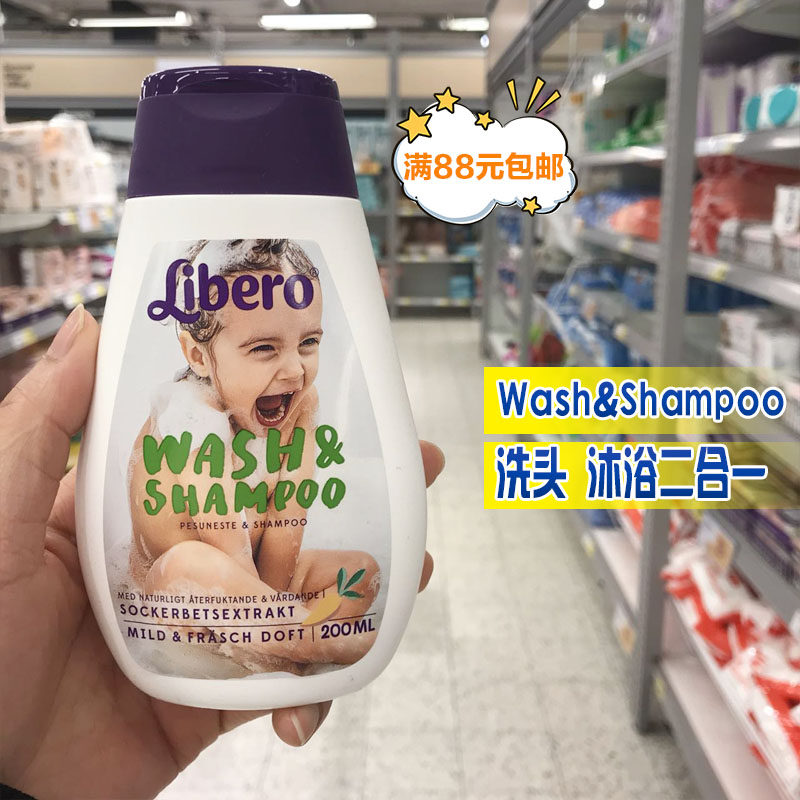 满88元包邮
Libero®
WASH &
SHAMPOO
PESUNESTE & SHAMPOO
MED NATURLIGT ÅTERFUKTANDE & VÅRDANDE
SOCKERBETSEXTRAKT
MILD & FRÄSCH DOFT | 200ML
Wash&Shampoo
洗头 沐浴二合一